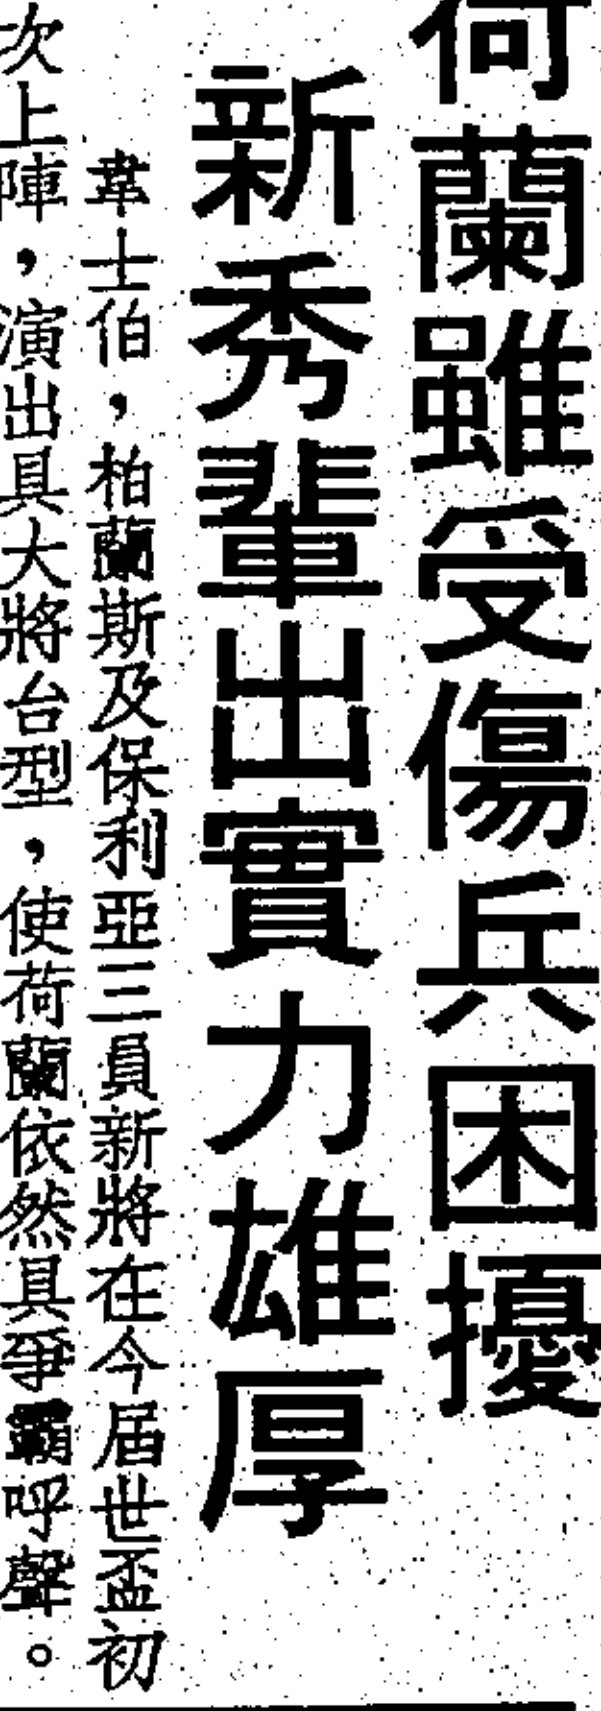 荷蘭雖受傷兵困擾
新秀輩出實力雄厚
韋士伯，柏蘭斯及保利亞三員新將在今屆世盃初
次上陣，演出具大將台型，使荷蘭依然具爭霸呼聲。